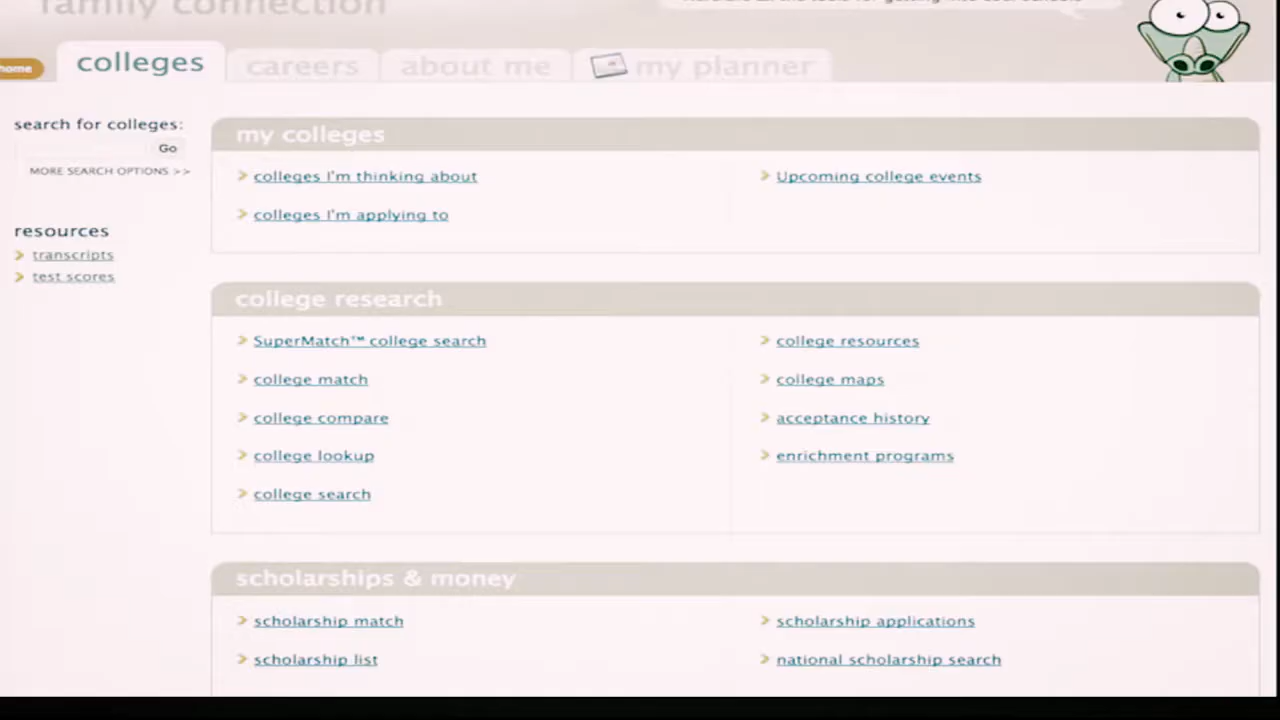 family connection
home
colleges
careers
about me
my planner
search for colleges:
Go
MORE SEARCH OPTIONS >>
resources
transcripts
test scores
my colleges
colleges I'm thinking about
Upcoming college events
colleges I'm applying to
college research
SuperMatch™ college search
college resources
college match
college maps
college compare
acceptance history
college lookup
enrichment programs
college search
scholarships & money
scholarship match
scholarship applications
scholarship list
national scholarship search